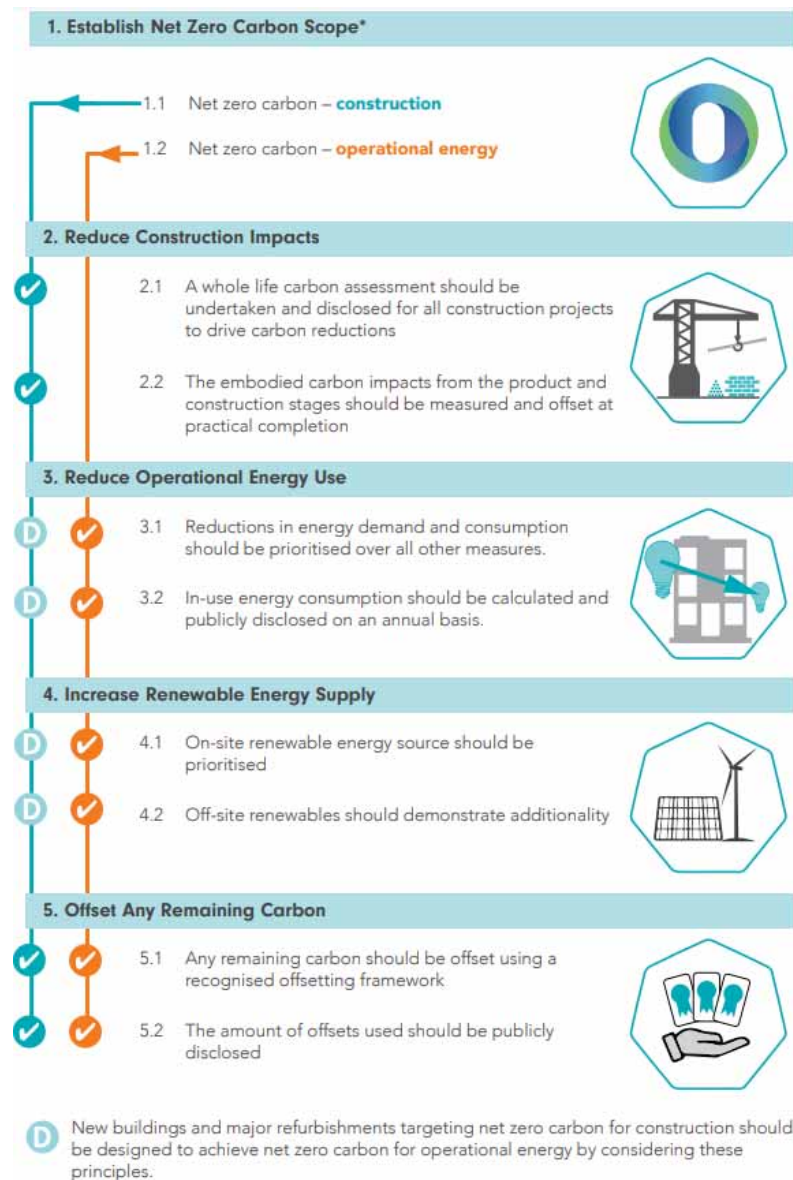 1. Establish Net Zero Carbon Scope*
1.1 Net zero carbon – construction
1.2 Net zero carbon – operational energy
2. Reduce Construction Impacts
2.1 A whole life carbon assessment should be
undertaken and disclosed for all construction projects
to drive carbon reductions
2.2 The embodied carbon impacts from the product and
construction stages should be measured and offset at
practical completion
3. Reduce Operational Energy Use
D 3.1 Reductions in energy demand and consumption
should be prioritised over all other measures.
D 3.2 In-use energy consumption should be calculated and
publicly disclosed on an annual basis.
4. Increase Renewable Energy Supply
D 4.1 On-site renewable energy source should be
prioritised
D 4.2 Off-site renewables should demonstrate additionality
5. Offset Any Remaining Carbon
5.1 Any remaining carbon should be offset using a
recognised offsetting framework
5.2 The amount of offsets used should be publicly
disclosed
D New buildings and major refurbishments targeting net zero carbon for construction should
be designed to achieve net zero carbon for operational energy by considering these
principles.